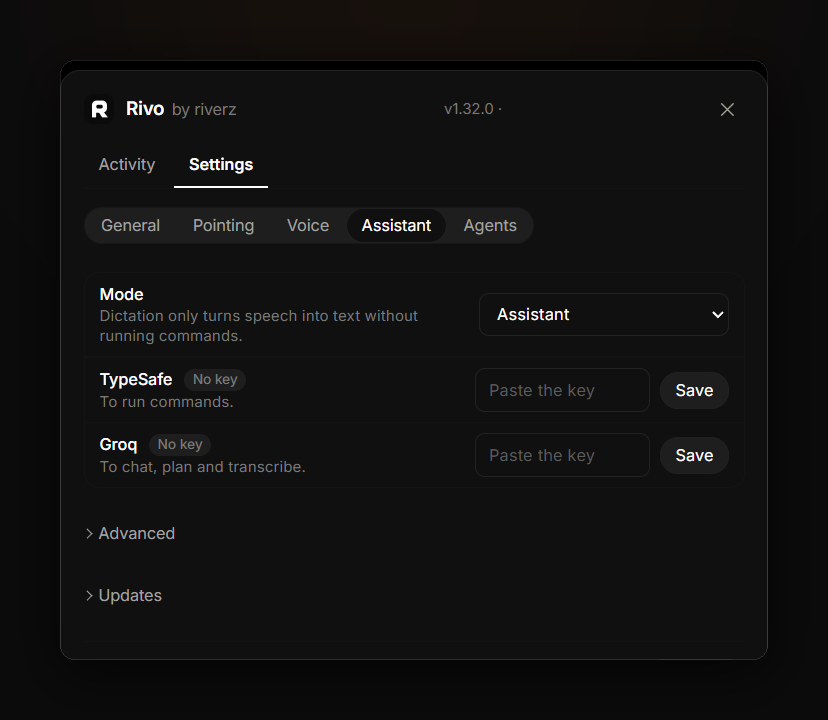 Rivo by riverz
v1.32.0 ·
Activity
Settings
General
Pointing
Voice
Assistant
Agents
Mode
Dictation only turns speech into text without
running commands.
Assistant
TypeSafe
No key
To run commands.
Paste the key
Save
Groq
No key
To chat, plan and transcribe.
Paste the key
Save
Advanced
Updates